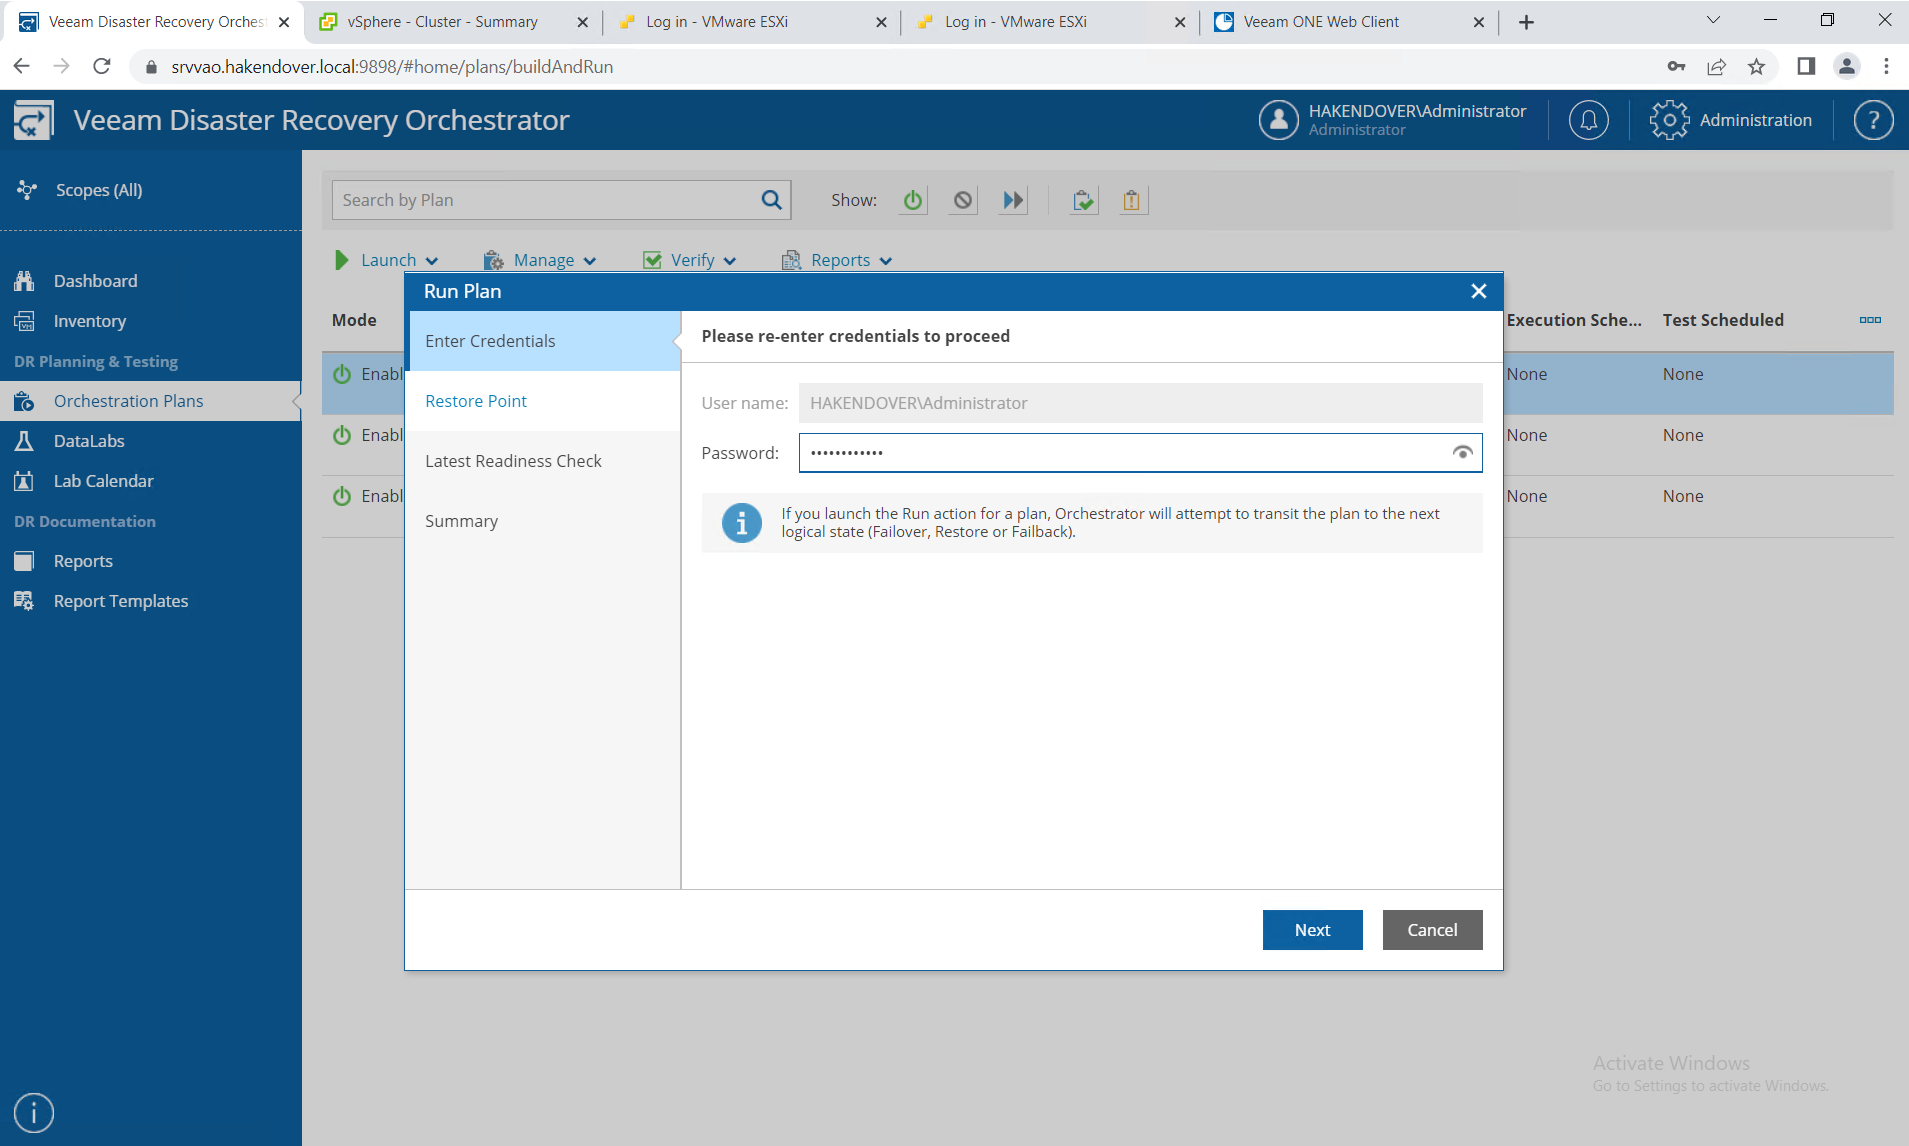 Veeam Disaster Recovery Orches
vSphere - Cluster - Summary
Log in - VMware ESXi
Log in - VMware ESXi
Veeam ONE Web Client
srvvao.hakendover.local:9898/#home/plans/buildAndRun
Veeam Disaster Recovery Orchestrator
HAKENDOVER\Administrator
Administrator
Administration
?
Scopes (All)
Search by Plan
Show:
Launch
Manage
Verify
Reports
Dashboard
Inventory
DR Planning & Testing
Orchestration Plans
DataLabs
Lab Calendar
DR Documentation
Reports
Report Templates
Mode
Execution Sche...
Test Scheduled
Enabl
None
None
Enabl
None
None
Enabl
None
None
Run Plan
Enter Credentials
Restore Point
Latest Readiness Check
Summary
Please re-enter credentials to proceed
User name:
HAKENDOVER\Administrator
Password:
••••••••••••
If you launch the Run action for a plan, Orchestrator will attempt to transit the plan to the next
logical state (Failover, Restore or Failback).
Next
Cancel
Activate Windows
Go to Settings to activate Windows.